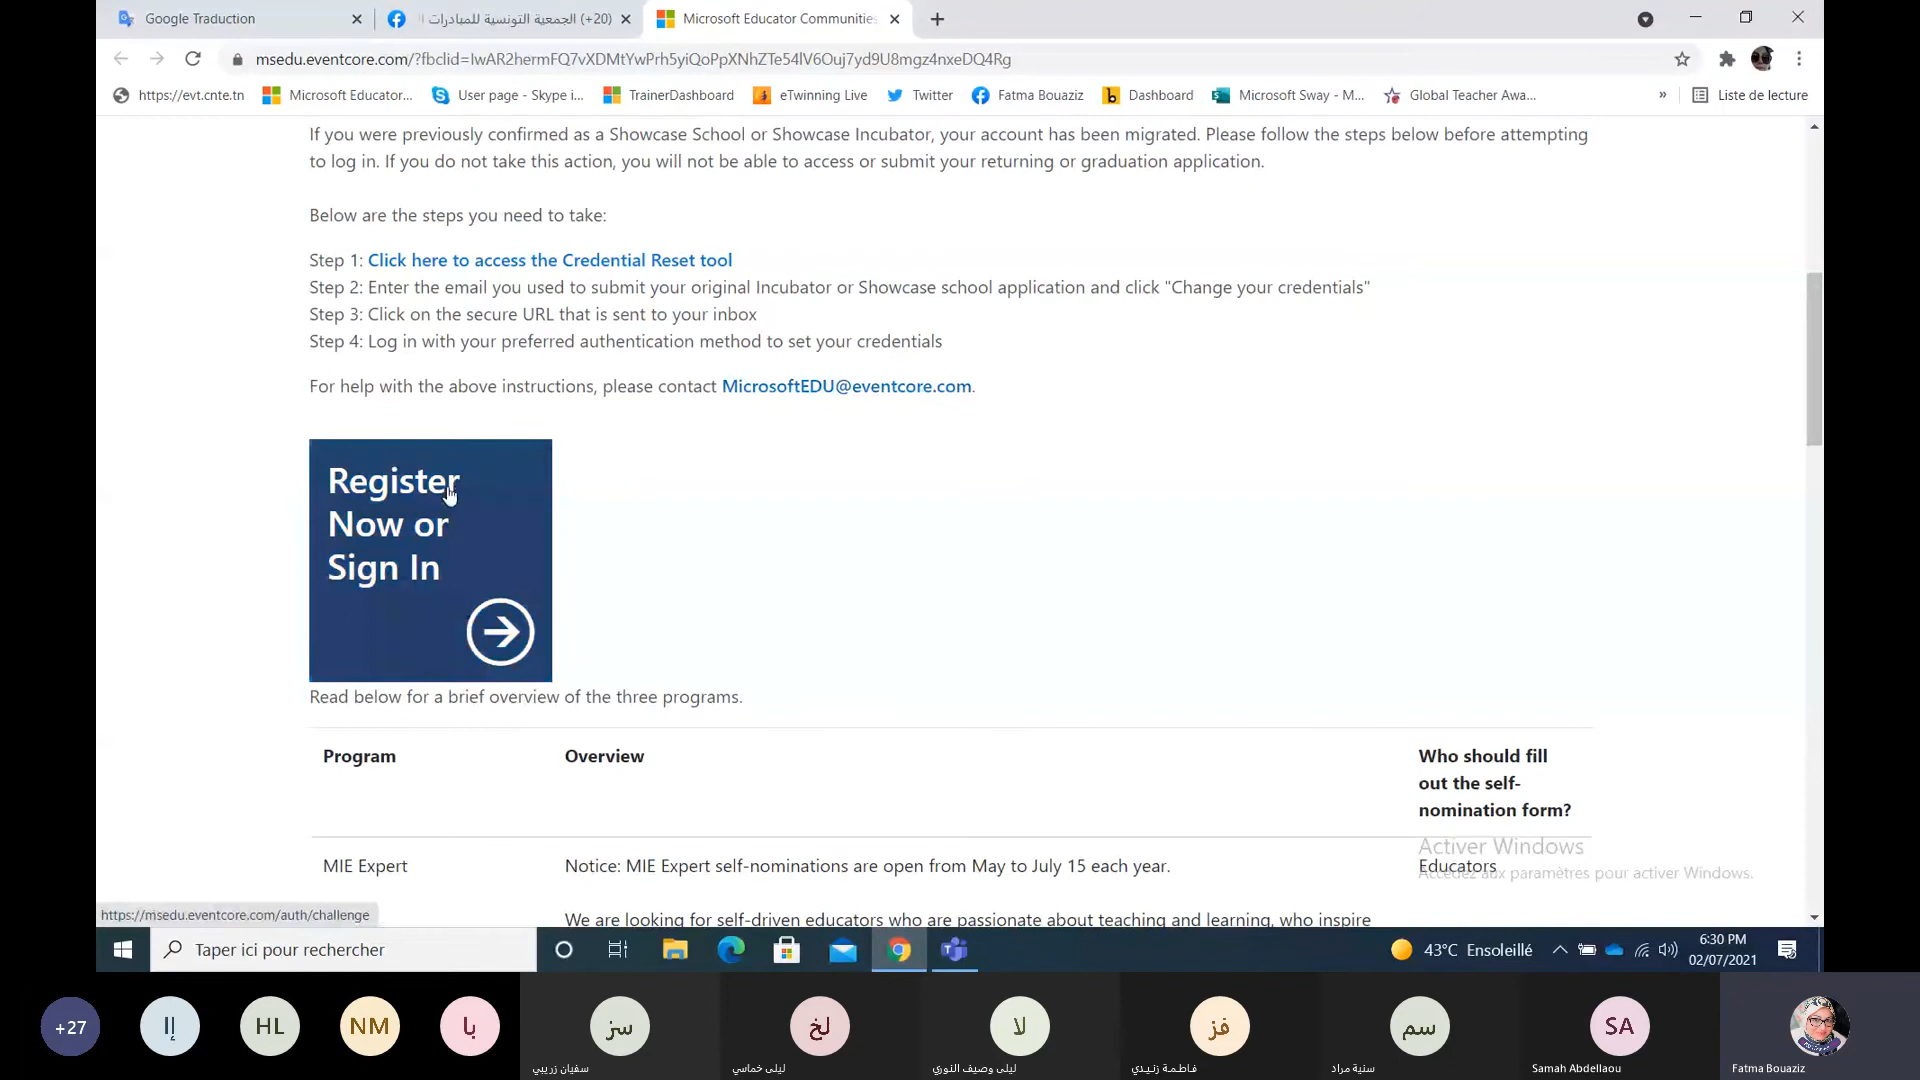 Google Traduction
(20+) الجمعية التونسية للمبادرات ا
Microsoft Educator Communities
msedu.eventcore.com/?fbclid=IwAR2hermFQ7vXDMtYwPrh5yiQoPpXNhZTe54lV6Ouj7yd9U8mgz4nxeDQ4Rg
https://evt.cnte.tn
Microsoft Educator...
User page - Skype i...
TrainerDashboard
eTwinning Live
Twitter
Fatma Bouaziz
Dashboard
Microsoft Sway - M...
Global Teacher Awa...
»
Liste de lecture
If you were previously confirmed as a Showcase School or Showcase Incubator, your account has been migrated. Please follow the steps below before attempting
to log in. If you do not take this action, you will not be able to access or submit your returning or graduation application.
Below are the steps you need to take:
Step 1: Click here to access the Credential Reset tool
Step 2: Enter the email you used to submit your original Incubator or Showcase school application and click "Change your credentials"
Step 3: Click on the secure URL that is sent to your inbox
Step 4: Log in with your preferred authentication method to set your credentials
For help with the above instructions, please contact MicrosoftEDU@eventcore.com.
Register
Now or
Sign In
Read below for a brief overview of the three programs.
Program
Overview
Who should fill
out the self-
nomination form?
MIE Expert
Notice: MIE Expert self-nominations are open from May to July 15 each year.
Educators
Activer Windows
Accédez aux paramètres pour activer Windows.
We are looking for self-driven educators who are passionate about teaching and learning, who inspire
https://msedu.eventcore.com/auth/challenge
Taper ici pour rechercher
43°C Ensoleillé
6:30 PM
02/07/2021
+27
إا
HL
NM
با
سز
لخ
لا
فز
سم
SA
سفيان زريبي
ليلى خماسي
ليلى وصيف النوري
فاطمة زنيدي
سنية مراد
Samah Abdellaou
Fatma Bouaziz